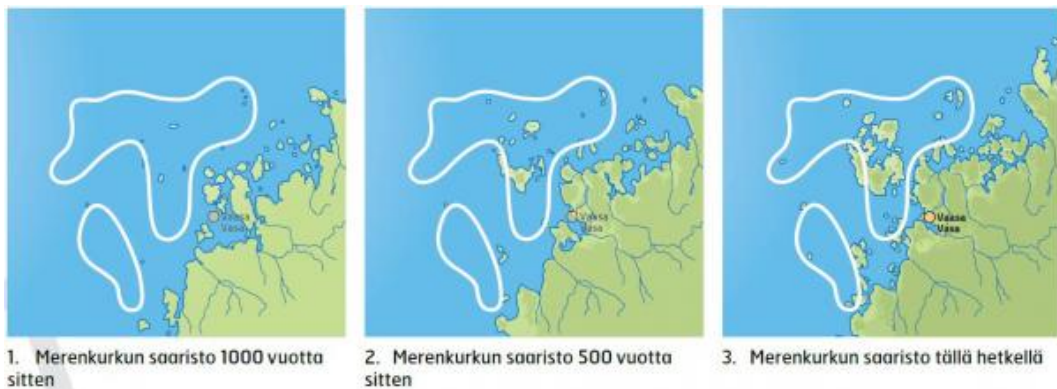 Vaasa
Vasa
Vaasa
Vasa
Vaasa
Vasa
1. Merenkurkun saaristo 1000 vuotta
sitten
2. Merenkurkun saaristo 500 vuotta
sitten
3. Merenkurkun saaristo tällä hetkellä